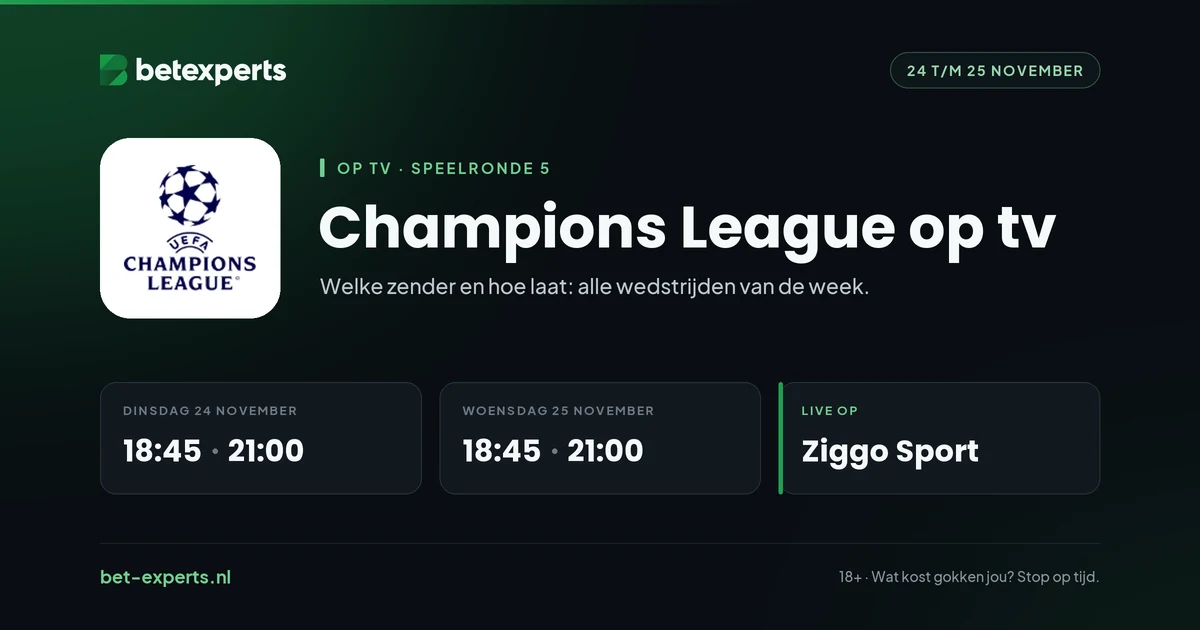 betexperts
24 T/M 25 NOVEMBER
UEFA
CHAMPIONS
LEAGUE
OP TV · SPEELRONDE 5
Champions League op tv
Welke zender en hoe laat: alle wedstrijden van de week.
DINSDAG 24 NOVEMBER
18:45 · 21:00
WOENSDAG 25 NOVEMBER
18:45 · 21:00
LIVE OP
Ziggo Sport
bet-experts.nl
18+ · Wat kost gokken jou? Stop op tijd.